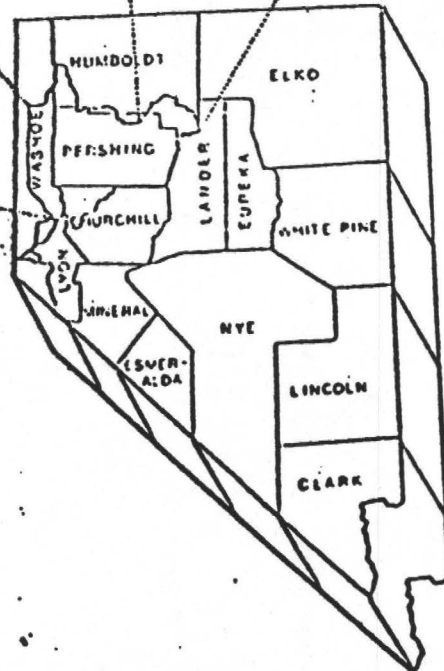 HUMBOLDT
ELKO
WASHOE
PERSHING
LANDER
EUREKA
CHURCHILL
WHITE PINE
LYON
MINERAL
NYE
ESMER-
ALDA
LINCOLN
CLARK